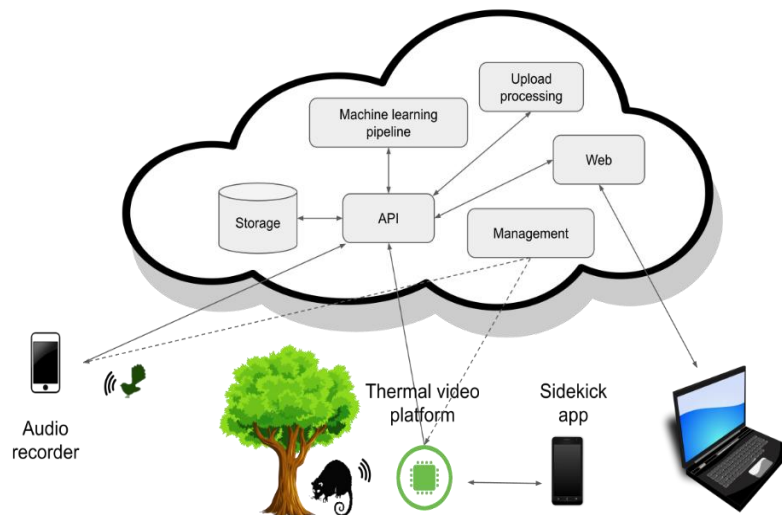 Upload
processing
Machine learning
pipeline
Web
Storage
API
Management
Thermal video
platform
Sidekick
app
Audio
recorder